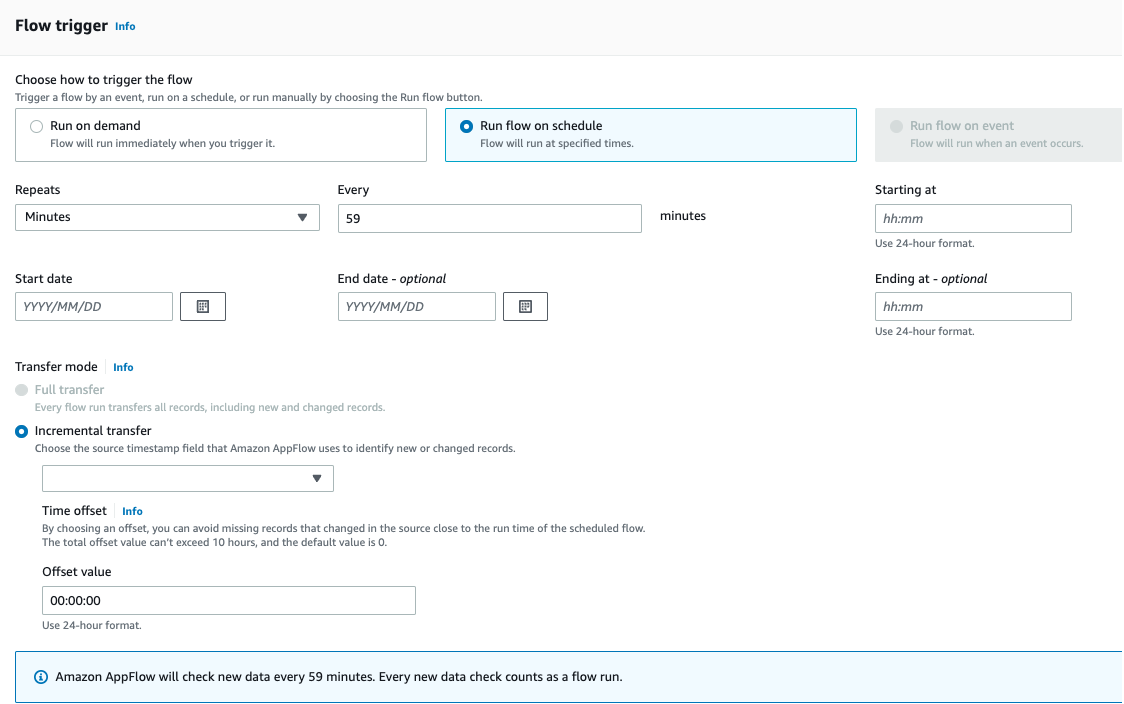 Flow trigger Info
Choose how to trigger the flow
Trigger a flow by an event, run on a schedule, or run manually by choosing the Run flow button.
Run on demand
Flow will run immediately when you trigger it.
Run flow on schedule
Flow will run at specified times.
Run flow on event
Flow will run when an event occurs.
Repeats
Minutes
Every
59
minutes
Starting at
hh:mm
Use 24-hour format.
Start date
YYYY/MM/DD
End date - optional
YYYY/MM/DD
Ending at - optional
hh:mm
Use 24-hour format.
Transfer mode Info
Full transfer
Every flow run transfers all records, including new and changed records.
Incremental transfer
Choose the source timestamp field that Amazon AppFlow uses to identify new or changed records.
Time offset Info
By choosing an offset, you can avoid missing records that changed in the source close to the run time of the scheduled flow.
The total offset value can't exceed 10 hours, and the default value is 0.
Offset value
00:00:00
Use 24-hour format.
Amazon AppFlow will check new data every 59 minutes. Every new data check counts as a flow run.